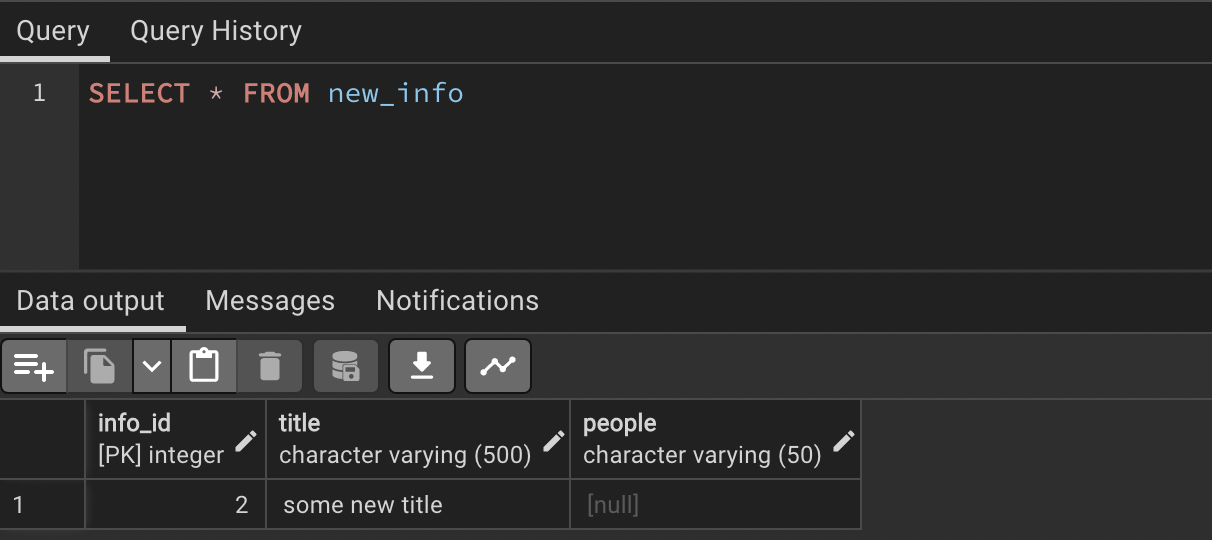 Query Query History
1 SELECT * FROM new_info
Data output Messages Notifications
info_id title people
[PK] integer character varying (500) character varying (50)
1 2 some new title [null]